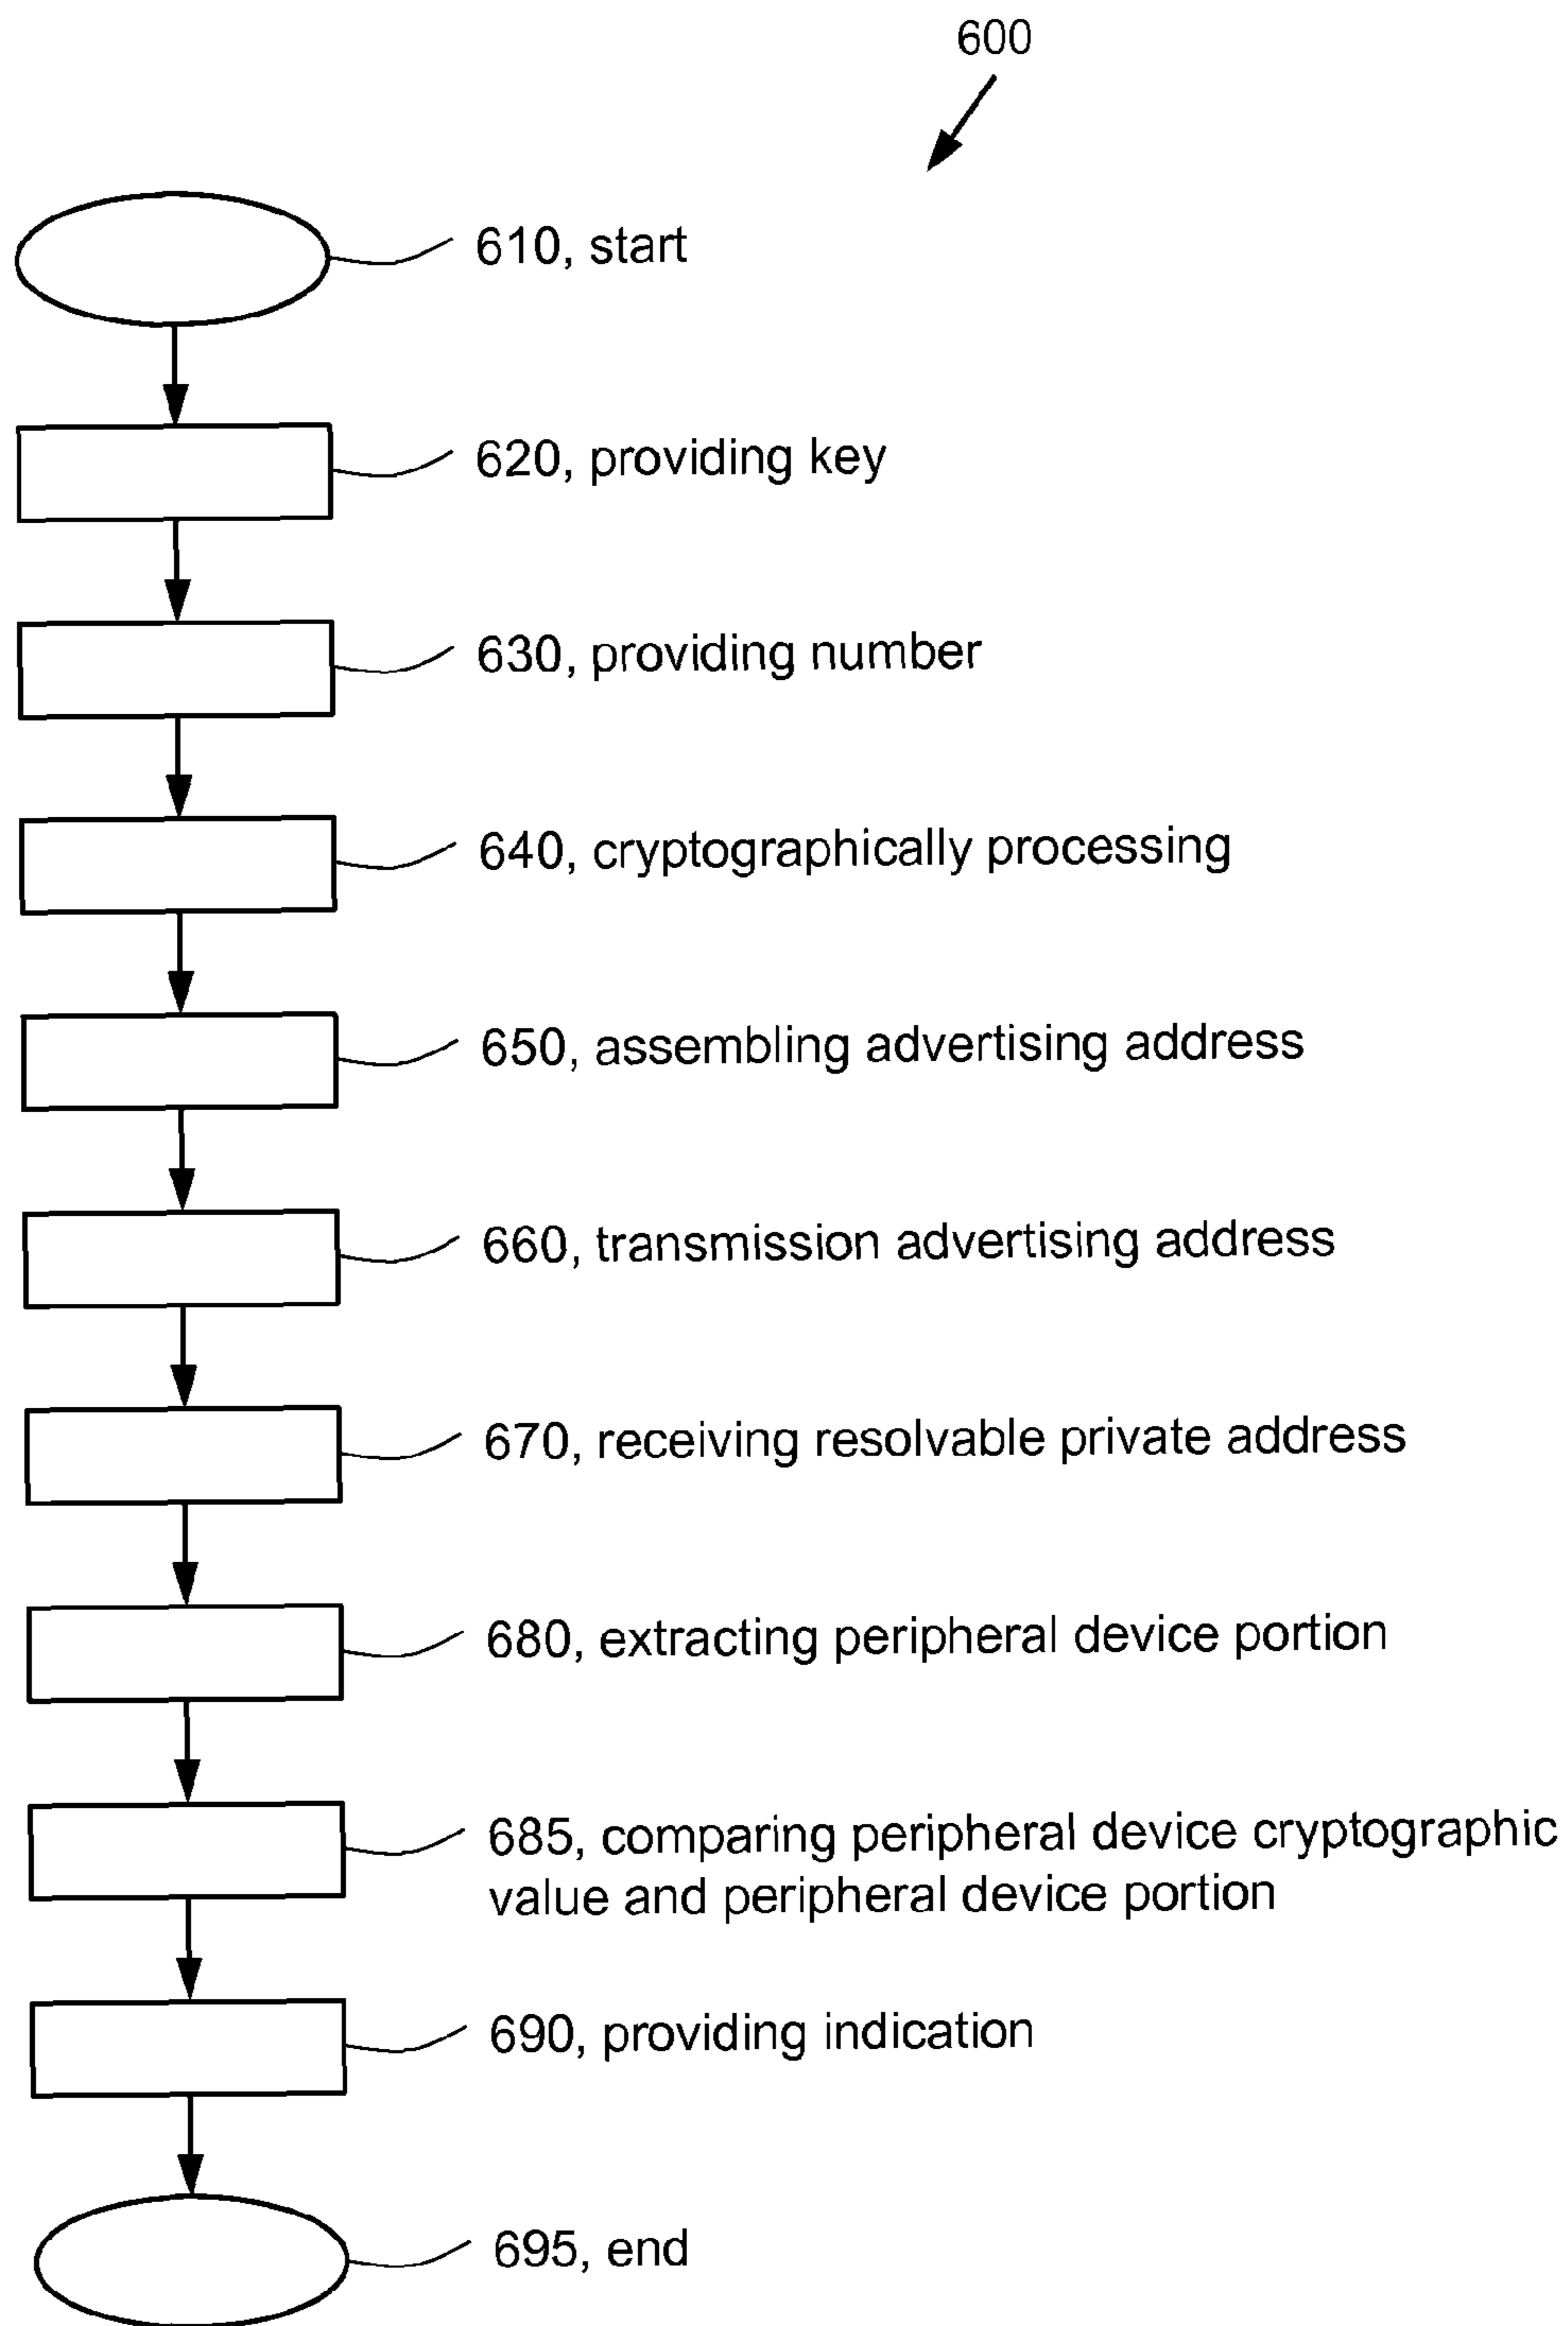 600
610, start
620, providing key
630, providing number
640, cryptographically processing
650, assembling advertising address
660, transmission advertising address
670, receiving resolvable private address
680, extracting peripheral device portion
685, comparing peripheral device cryptographic
value and peripheral device portion
690, providing indication
695, end